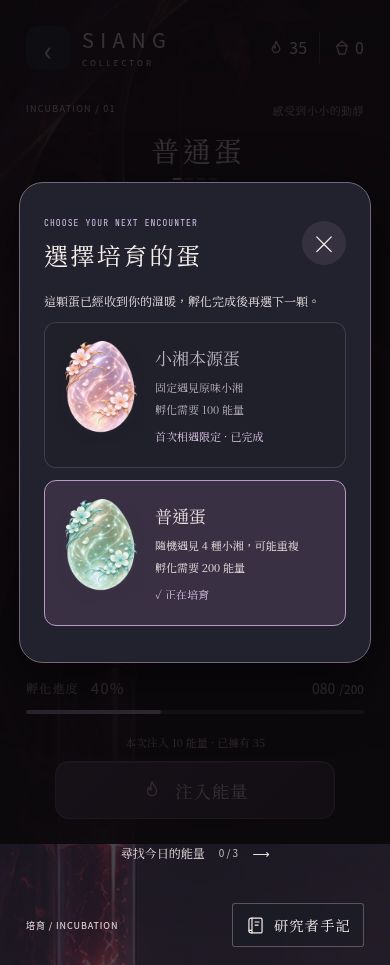 ‹ SIANG 35 0
COLLECTOR
INCUBATION / 01 感受到小小的動靜
普通蛋
CHOOSE YOUR NEXT ENCOUNTER
選擇培育的蛋
這顆蛋已經收到你的溫暖，孵化完成後再選下一顆。
小湘本源蛋
固定遇見原味小湘
孵化需要 100 能量
首次相遇限定 · 已完成
普通蛋
隨機遇見 4 種小湘，可能重複
孵化需要 200 能量
✓ 正在培育
孵化進度 40% 080 /200
本次注入 10 能量 · 已擁有 35
注入能量
尋找今日的能量 0/3 →
培育 / INCUBATION 研究者手記